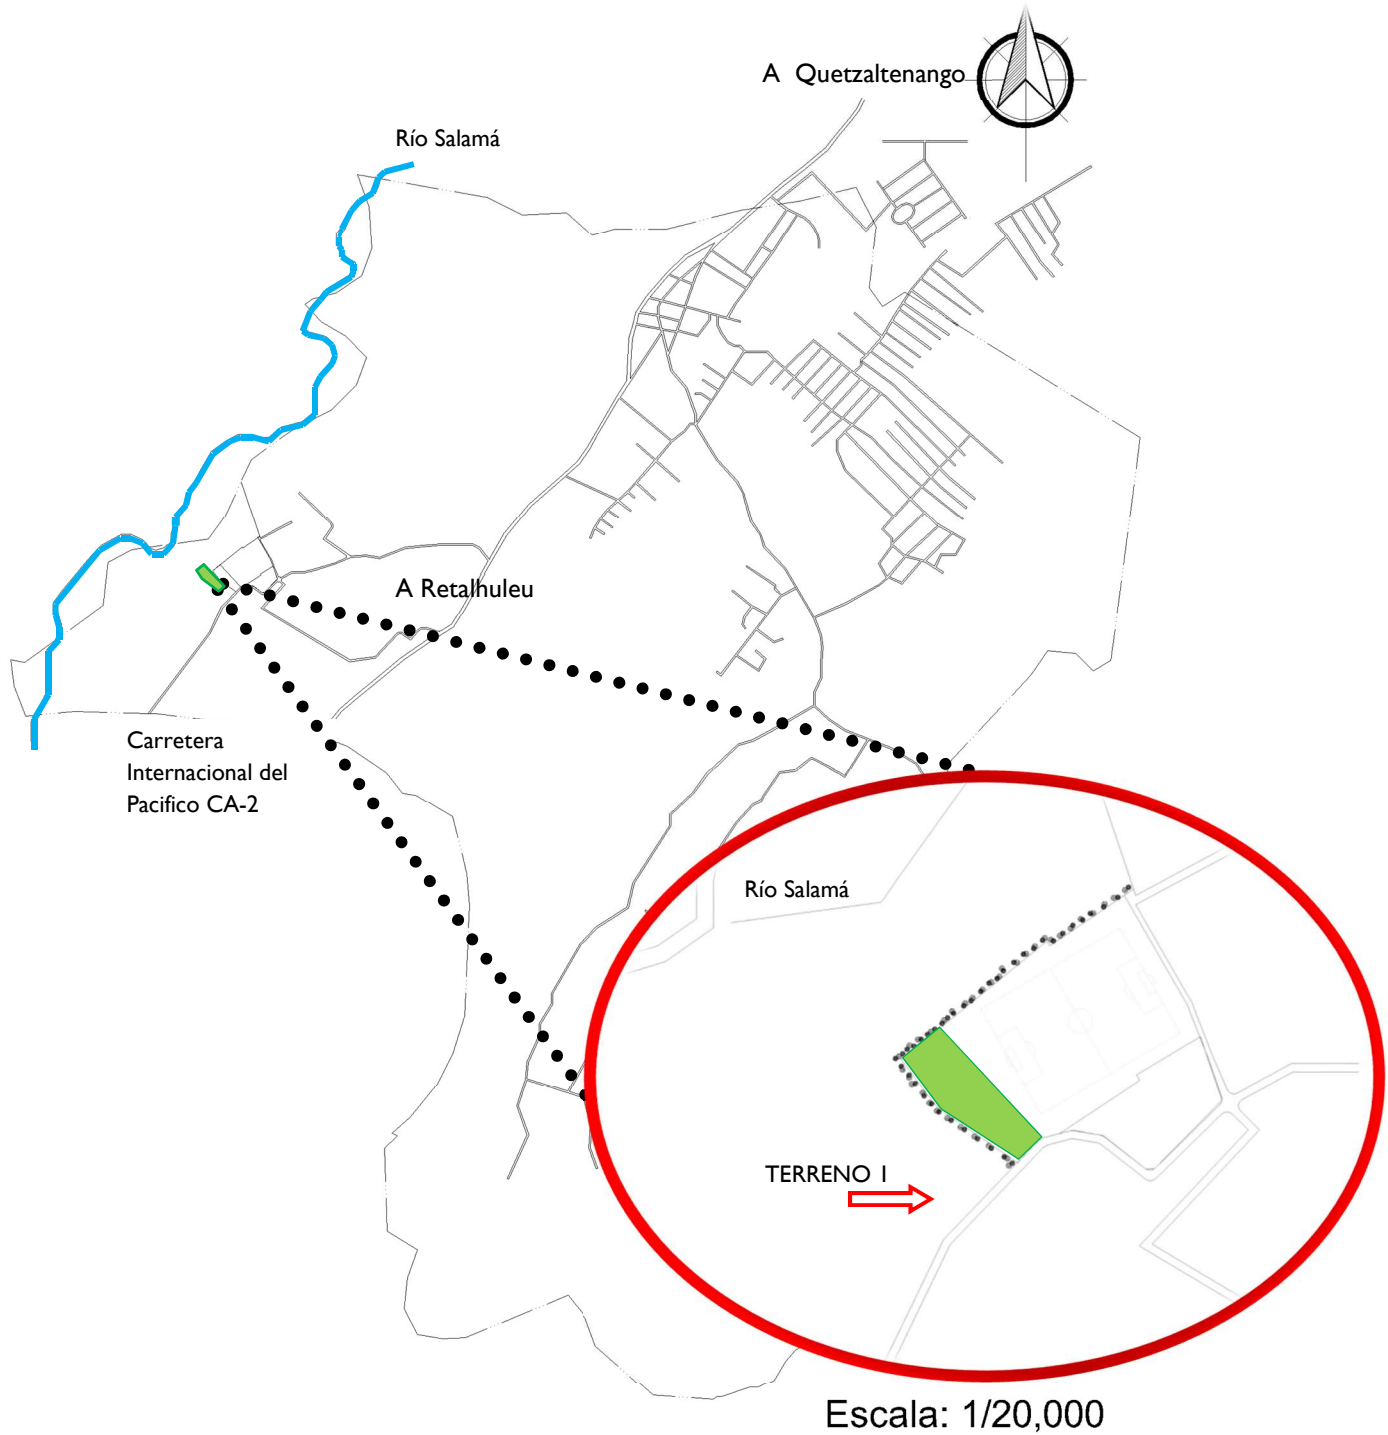 A Quetzaltenango
Río Salamá
A Retalhuleu
Carretera
Internacional del
Pacifico CA-2
Río Salamá
TERRENO 1
Escala: 1/20,000